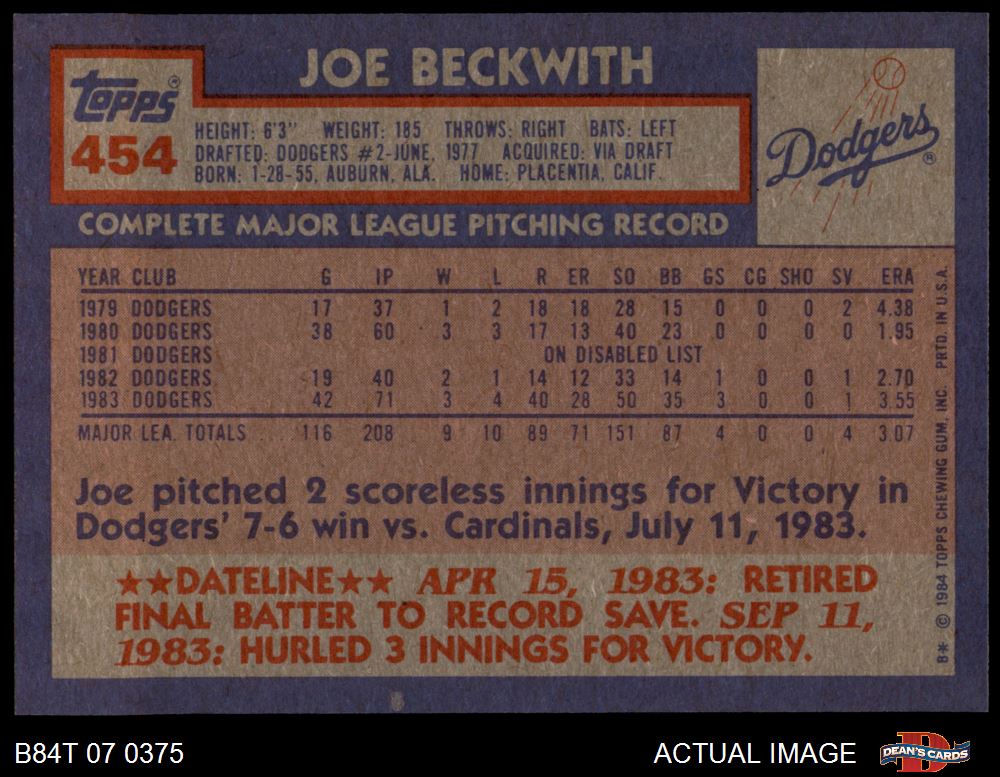 JOE BECKWITH
Topps®
454
HEIGHT: 6'3" WEIGHT: 185 THROWS: RIGHT BATS: LEFT
DRAFTED: DODGERS #2-JUNE, 1977 ACQUIRED: VIA DRAFT
BORN: 1-28-55, AUBURN, ALA. HOME: PLACENTIA, CALIF.
Dodgers®
COMPLETE MAJOR LEAGUE PITCHING RECORD
YEAR CLUB G IP W L R ER SO BB GS CG SHO SV ERA
1979 DODGERS 17 37 1 2 18 18 28 15 0 0 0 2 4.38
1980 DODGERS 38 60 3 3 17 13 40 23 0 0 0 0 1.95
1981 DODGERS ON DISABLED LIST
1982 DODGERS 19 40 2 1 14 12 33 14 1 0 0 1 2.70
1983 DODGERS 42 71 3 4 40 28 50 35 3 0 0 1 3.55
MAJOR LEA. TOTALS .... 116 208 9 10 89 71 151 87 4 0 0 4 3.07
Joe pitched 2 scoreless innings for Victory in
Dodgers' 7-6 win vs. Cardinals, July 11, 1983.
★★DATELINE★★ APR 15, 1983: RETIRED
FINAL BATTER TO RECORD SAVE. SEP 11,
1983: HURLED 3 INNINGS FOR VICTORY.
B* © 1984 TOPPS CHEWING GUM, INC. PRTD. IN U.S.A.
B84T 07 0375
ACTUAL IMAGE
DEAN'S CARDS